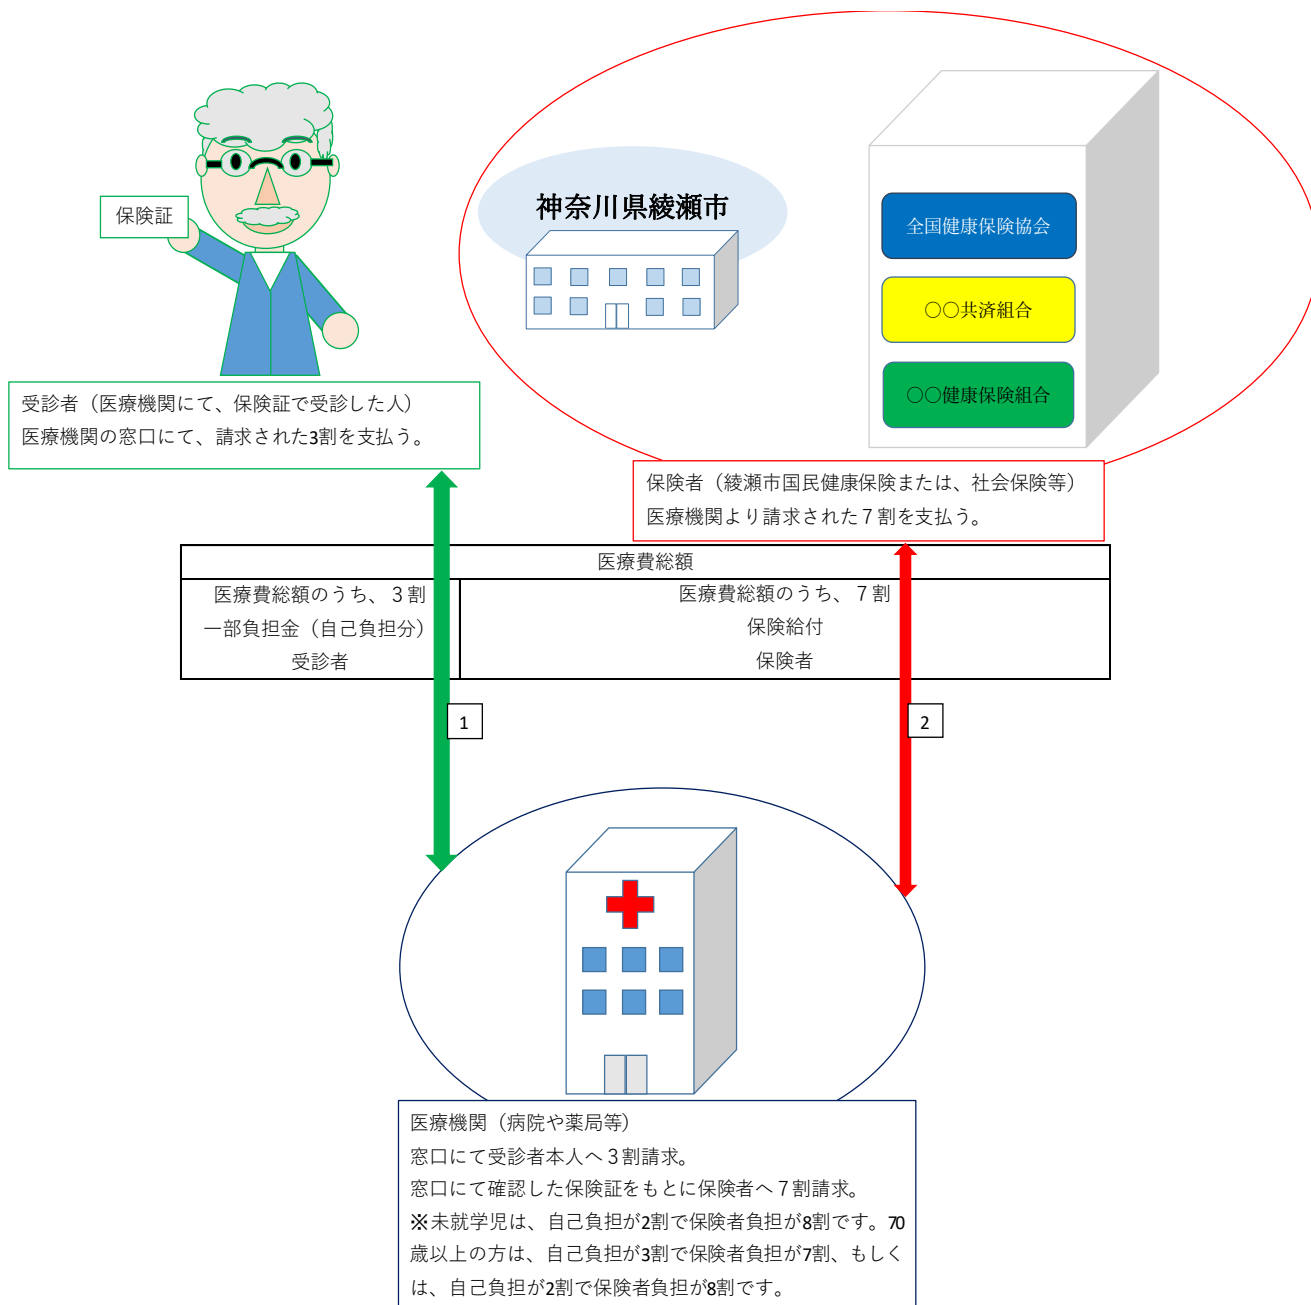 保険証
神奈川県綾瀬市
全国健康保険協会
〇〇共済組合
〇〇健康保険組合
受診者（医療機関にて、保険証で受診した人）
医療機関の窓口にて、請求された3割を支払う。
保険者（綾瀬市国民健康保険または、社会保険等）
医療機関より請求された７割を支払う。
医療費総額
医療費総額のうち、３割
一部負担金（自己負担分）
受診者
医療費総額のうち、７割
保険給付
保険者
1
2
医療機関（病院や薬局等）
窓口にて受診者本人へ３割請求。
窓口にて確認した保険証をもとに保険者へ７割請求。
※未就学児は、自己負担が2割で保険者負担が8割です。70
歳以上の方は、自己負担が3割で保険者負担が7割、もしく
は、自己負担が2割で保険者負担が8割です。